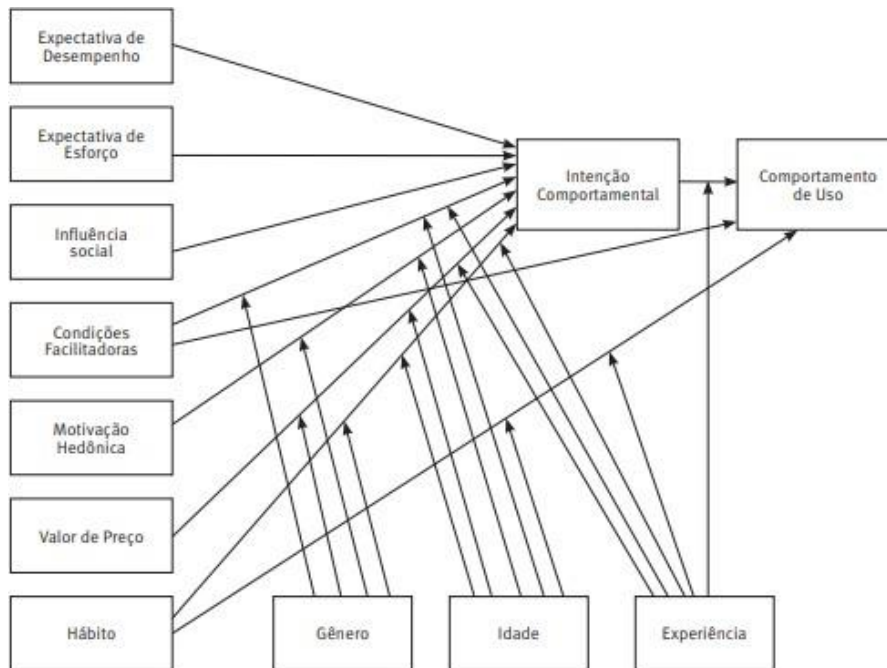 Expectativa de
Desempenho
Expectativa de
Esforço
Influência
social
Condições
Facilitadoras
Motivação
Hedônica
Valor de Preço
Hábito
Intenção
Comportamental
Comportamento
de Uso
Gênero
Idade
Experiência